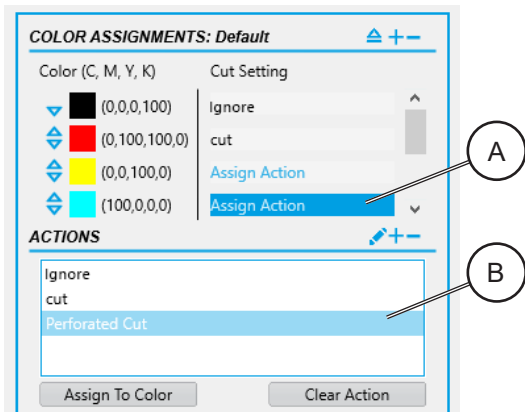 COLOR ASSIGNMENTS: Default
Color (C, M, Y, K) Cut Setting
(0,0,0,100) Ignore
(0,100,100,0) cut
A
(0,0,100,0) Assign Action
(100,0,0,0) Assign Action
ACTIONS
Ignore
B
cut
Perforated Cut
Assign To Color Clear Action